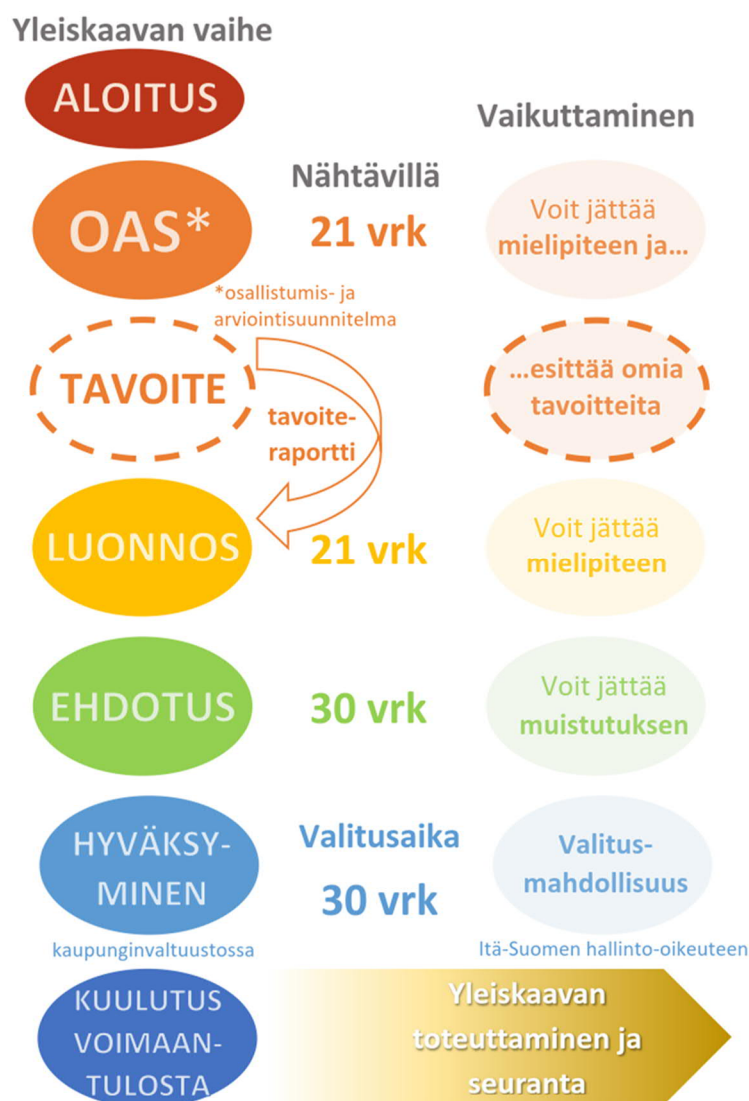 Yleiskaavan vaihe
ALOITUS
Vaikuttaminen
Nähtävillä
OAS*
21 vrk
Voit jättää
mielipiteen ja...
*osallistumis- ja
arviointisuunnitelma
TAVOITE
tavoite-
raportti
...esittää omia
tavoitteita
LUONNOS
21 vrk
Voit jättää
mielipiteen
EHDOTUS
30 vrk
Voit jättää
muistutuksen
HYVÄKSY-
MINEN
Valitusaika
30 vrk
Valitus-
mahdollisuus
kaupunginvaltuustossa
Itä-Suomen hallinto-oikeuteen
KUULUTUS
VOIMAAN-
TULOSTA
Yleiskaavan
toteuttaminen ja
seuranta